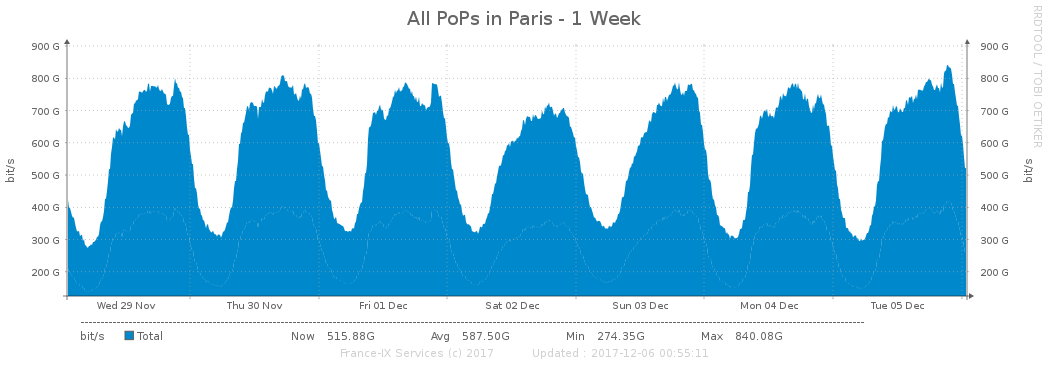 All PoPs in Paris - 1 Week
RRDTOOL / TOBI OETIKER
bit/s
900 G 900 G
800 G 800 G
700 G 700 G
600 G 600 G
500 G 500 G
400 G 400 G
300 G 300 G
200 G 200 G
bit/s
Wed 29 Nov Thu 30 Nov Fri 01 Dec Sat 02 Dec Sun 03 Dec Mon 04 Dec Tue 05 Dec
bit/s Total Now 515.88G Avg 587.50G Min 274.35G Max 840.08G
France-IX Services (c) 2017 Updated : 2017-12-06 00:55:11